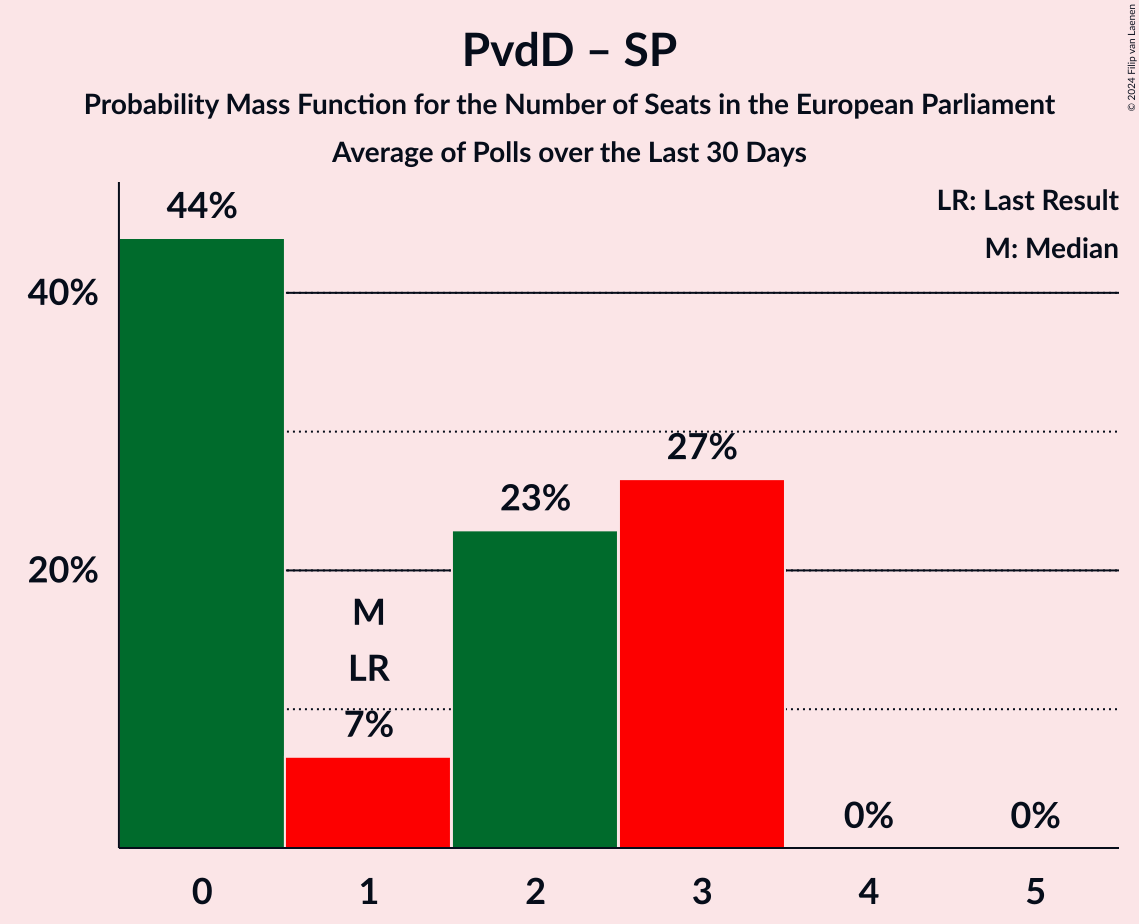 PvdD – SP
Probability Mass Function for the Number of Seats in the European Parliament
Average of Polls over the Last 30 Days
© 2024 Filip van Laenen
LR: Last Result
M: Median
44%
40%
27%
23%
20%
M
LR
7%
0%
0%
0
1
2
3
4
5